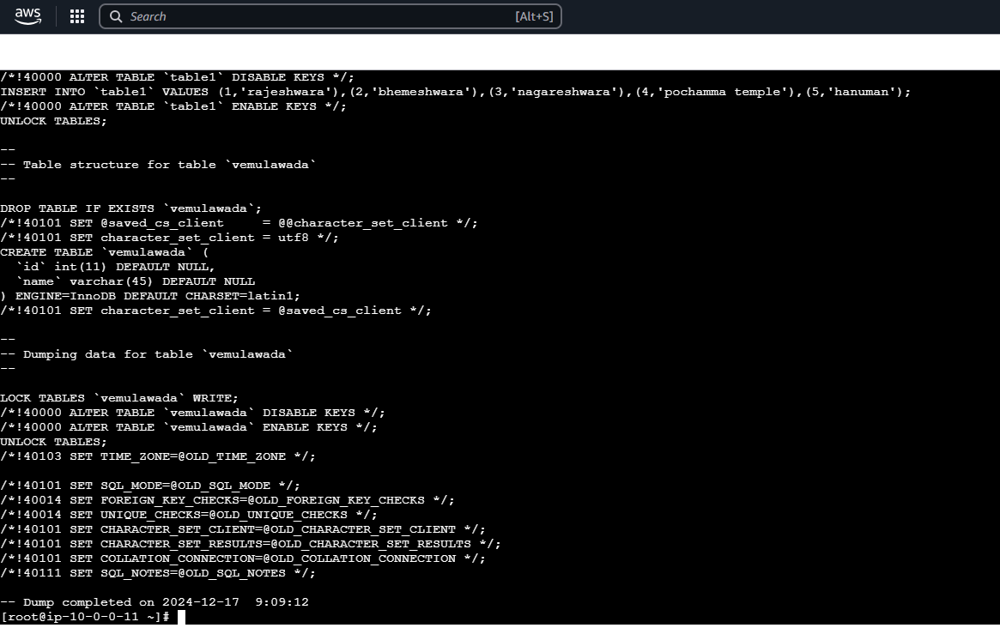 aws
Search [Alt+S]
/*!40000 ALTER TABLE `table1` DISABLE KEYS */;
INSERT INTO `table1` VALUES (1,'rajeshwara'),(2,'bhemeshwara'),(3,'nagareshwara'),(4,'pochamma temple'),(5,'hanuman');
/*!40000 ALTER TABLE `table1` ENABLE KEYS */;
UNLOCK TABLES;
--
-- Table structure for table `vemulawada`
--
DROP TABLE IF EXISTS `vemulawada`;
/*!40101 SET @saved_cs_client     = @@character_set_client */;
/*!40101 SET character_set_client = utf8 */;
CREATE TABLE `vemulawada` (
  `id` int(11) DEFAULT NULL,
  `name` varchar(45) DEFAULT NULL
) ENGINE=InnoDB DEFAULT CHARSET=latin1;
/*!40101 SET character_set_client = @saved_cs_client */;
--
-- Dumping data for table `vemulawada`
--
LOCK TABLES `vemulawada` WRITE;
/*!40000 ALTER TABLE `vemulawada` DISABLE KEYS */;
/*!40000 ALTER TABLE `vemulawada` ENABLE KEYS */;
UNLOCK TABLES;
/*!40103 SET TIME_ZONE=@OLD_TIME_ZONE */;
/*!40101 SET SQL_MODE=@OLD_SQL_MODE */;
/*!40014 SET FOREIGN_KEY_CHECKS=@OLD_FOREIGN_KEY_CHECKS */;
/*!40014 SET UNIQUE_CHECKS=@OLD_UNIQUE_CHECKS */;
/*!40101 SET CHARACTER_SET_CLIENT=@OLD_CHARACTER_SET_CLIENT */;
/*!40101 SET CHARACTER_SET_RESULTS=@OLD_CHARACTER_SET_RESULTS */;
/*!40101 SET COLLATION_CONNECTION=@OLD_COLLATION_CONNECTION */;
/*!40111 SET SQL_NOTES=@OLD_SQL_NOTES */;
-- Dump completed on 2024-12-17  9:09:12
[root@ip-10-0-0-11 ~]#